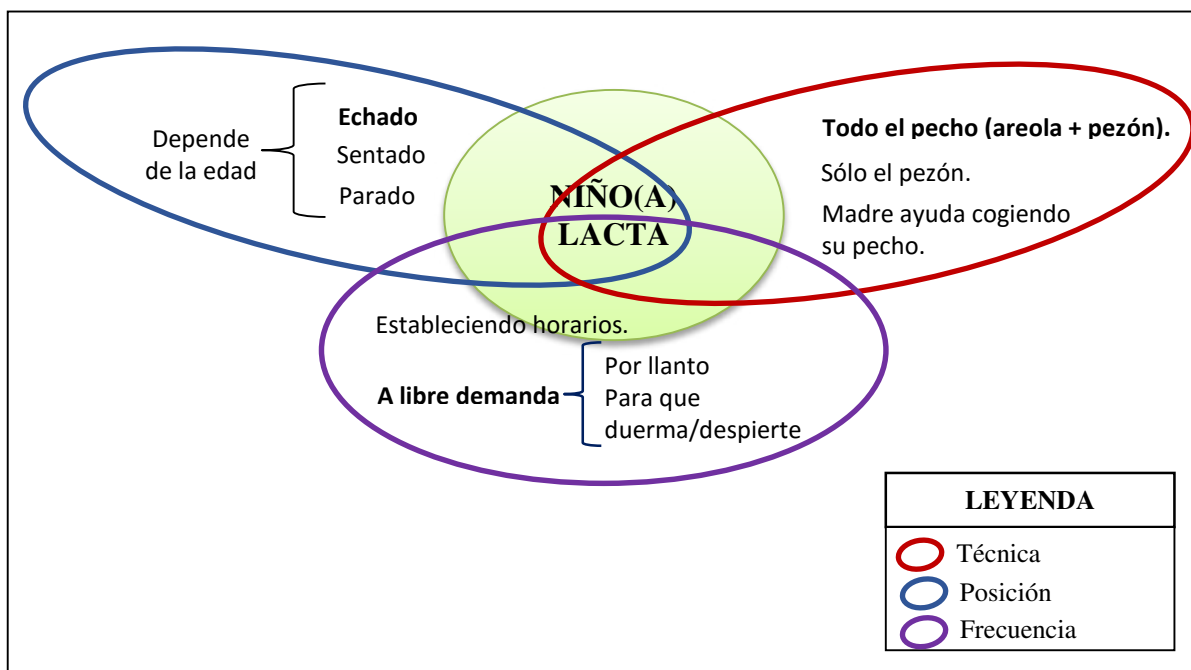 Depende
de la edad
Echado
Sentado
Parado
NIÑO(A)
LACTA
Todo el pecho (areola + pezón).
Sólo el pezón.
Madre ayuda cogiendo
su pecho.
Estableciendo horarios.
A libre demanda
Por llanto
Para que
duerma/despierte
LEYENDA
Técnica
Posición
Frecuencia